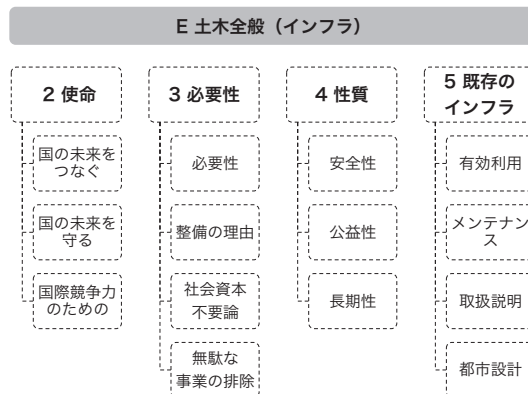 E 土木全般（インフラ）
2 使命
国の未来を
つなぐ
国の未来を
守る
国際競争力
のための
3 必要性
必要性
整備の理由
社会資本
不要論
無駄な
事業の排除
4 性質
安全性
公益性
長期性
5 既存の
インフラ
有効利用
メンテナン
ス
取扱説明
都市設計